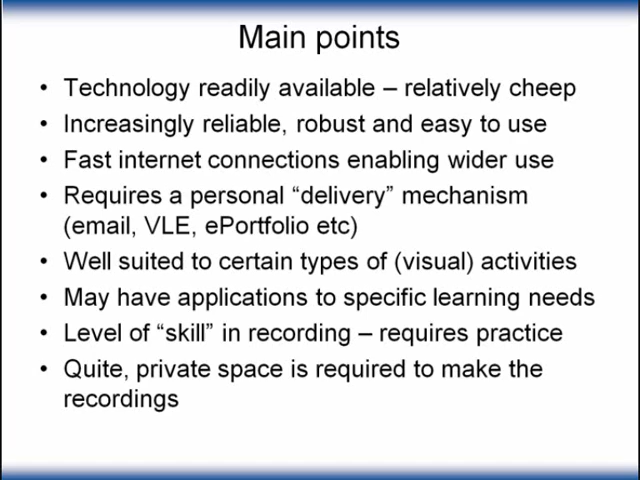 Main points
• Technology readily available – relatively cheep
• Increasingly reliable, robust and easy to use
• Fast internet connections enabling wider use
• Requires a personal “delivery” mechanism
(email, VLE, ePortfolio etc)
• Well suited to certain types of (visual) activities
• May have applications to specific learning needs
• Level of “skill” in recording – requires practice
• Quite, private space is required to make the
recordings